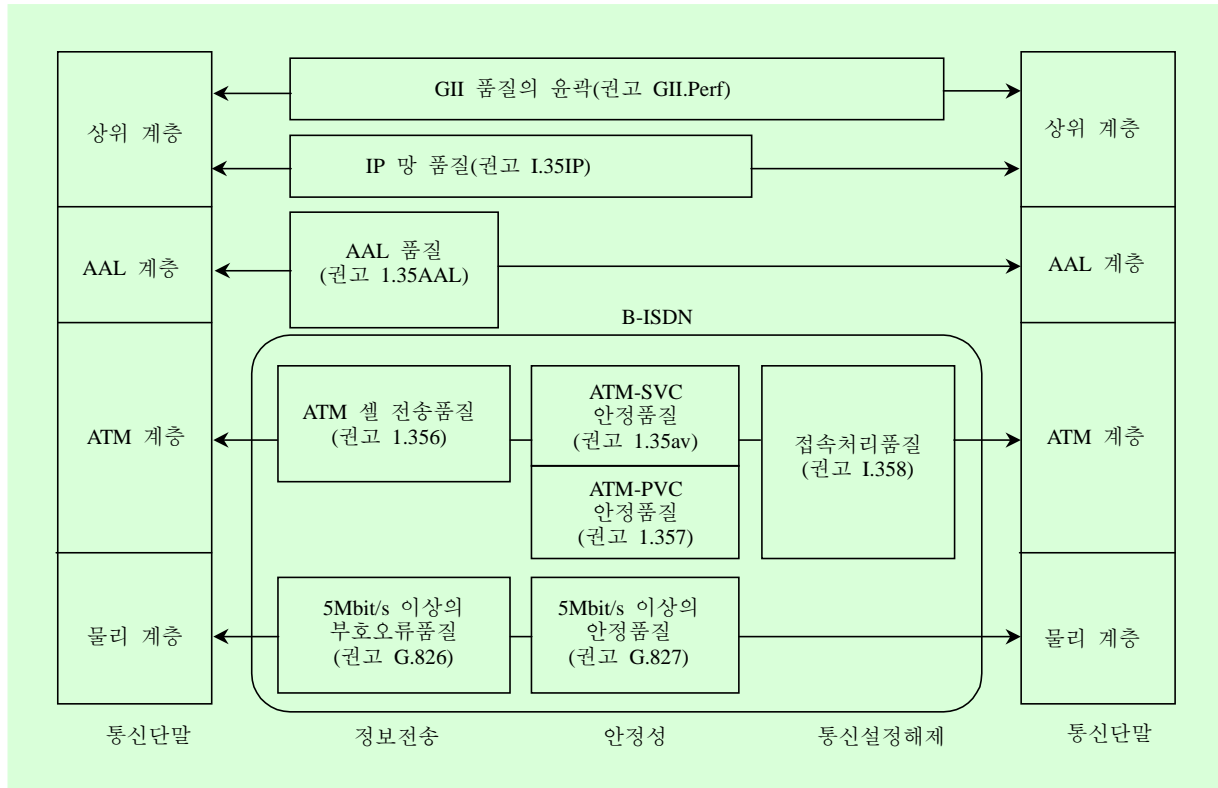 GII 품질의 윤곽(권고 GII.Perf)
상위 계층
상위 계층
IP 망 품질(권고 I.35IP)
AAL 계층
AAL 품질
(권고 1.35AAL)
AAL 계층
B-ISDN
ATM 계층
ATM 셀 전송품질
(권고 1.356)
ATM-SVC
안정품질
(권고 1.35av)
ATM-PVC
안정품질
(권고 1.357)
접속처리품질
(권고 I.358)
ATM 계층
물리 계층
5Mbit/s 이상의
부호오류품질
(권고 G.826)
5Mbit/s 이상의
안정품질
(권고 G.827)
물리 계층
통신단말
정보전송
안정성
통신설정해제
통신단말